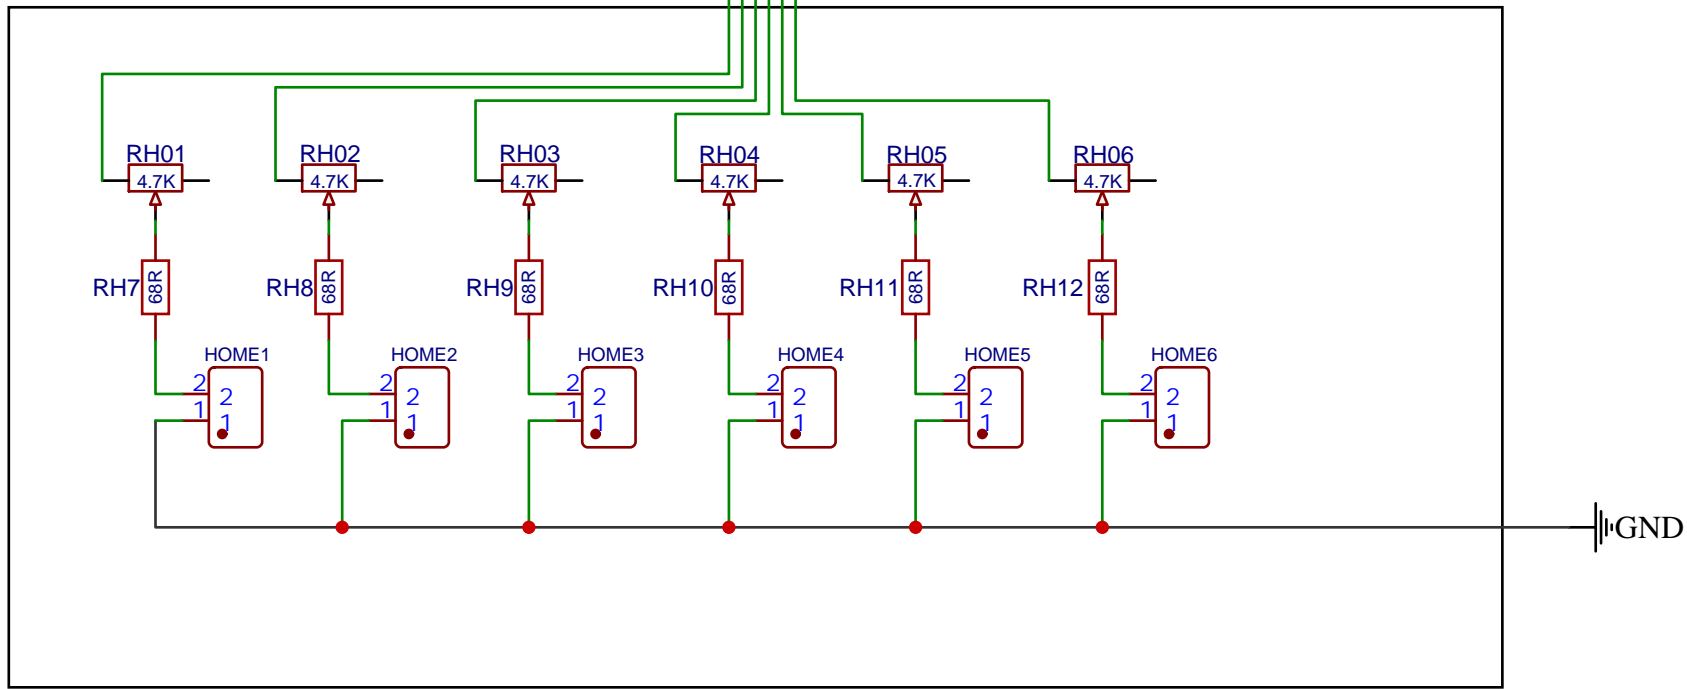 RH01 RH02 RH03 RH04 RH05 RH06
4.7K 4.7K 4.7K 4.7K 4.7K 4.7K
RH7 68R RH8 68R RH9 68R RH10 68R RH11 68R RH12 68R
HOME1 HOME2 HOME3 HOME4 HOME5 HOME6
2 2 2 2 2 2 2 2 2 2 2 2
1 1 1 1 1 1 1 1 1 1 1 1
GND